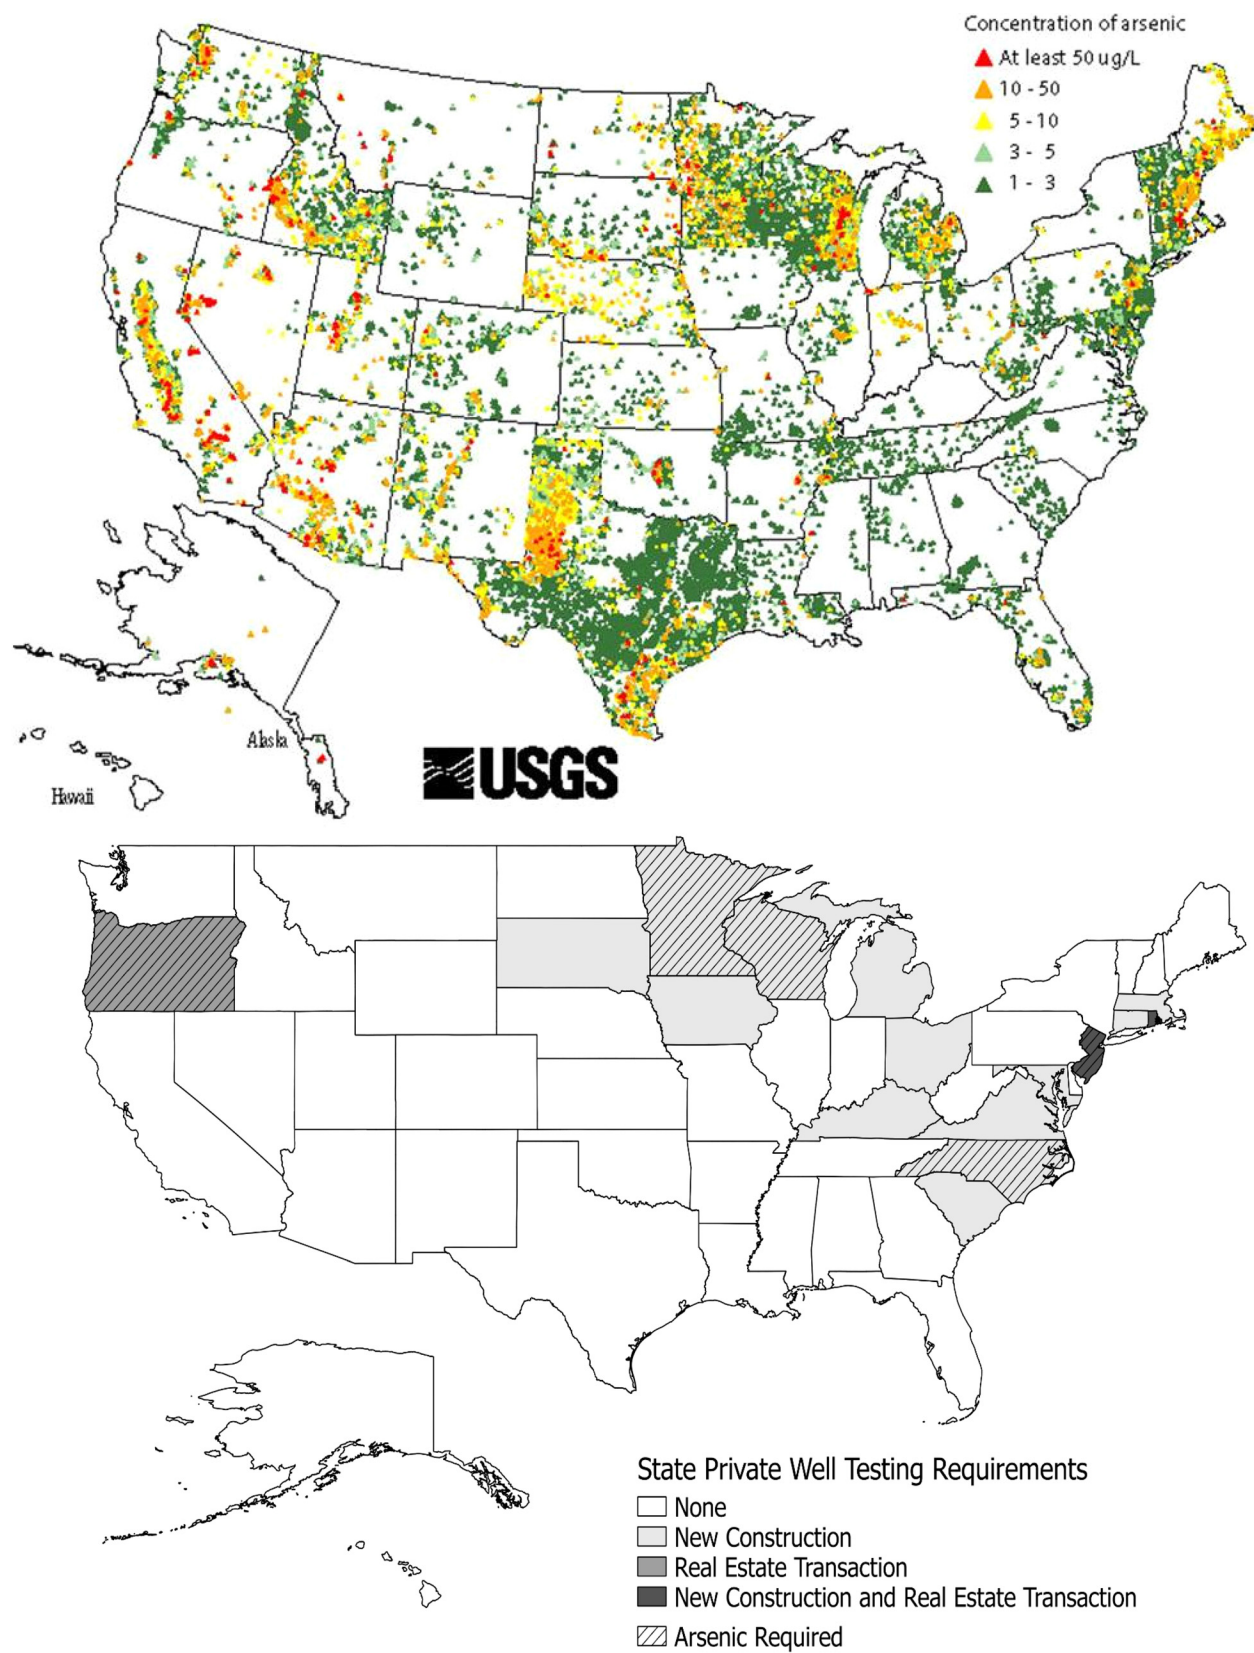 Concentration of arsenic
At least 50 ug/L
10 - 50
5 - 10
3 - 5
1 - 3
Alaska
Hawaii
USGS
State Private Well Testing Requirements
None
New Construction
Real Estate Transaction
New Construction and Real Estate Transaction
Arsenic Required